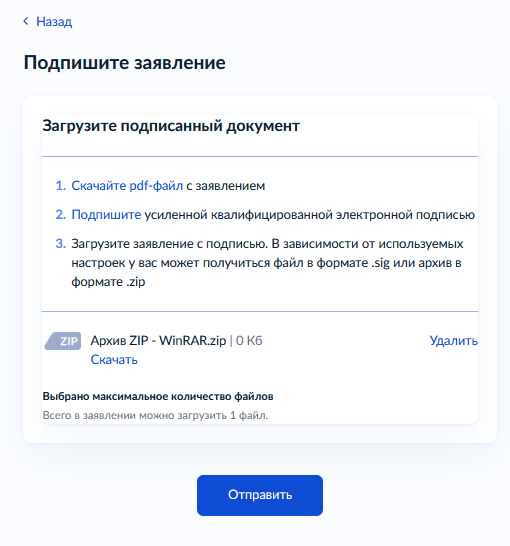 Назад
Подпишите заявление
Загрузите подписанный документ
1. Скачайте pdf-файл с заявлением
2. Подпишите усиленной квалифицированной электронной подписью
3. Загрузите заявление с подписью. В зависимости от используемых
настроек у вас может получиться файл в формате .sig или архив в
формате .zip
ZIP Архив ZIP - WinRAR.zip | 0 Кб Удалить
Скачать
Выбрано максимальное количество файлов
Всего в заявлении можно загрузить 1 файл.
Отправить